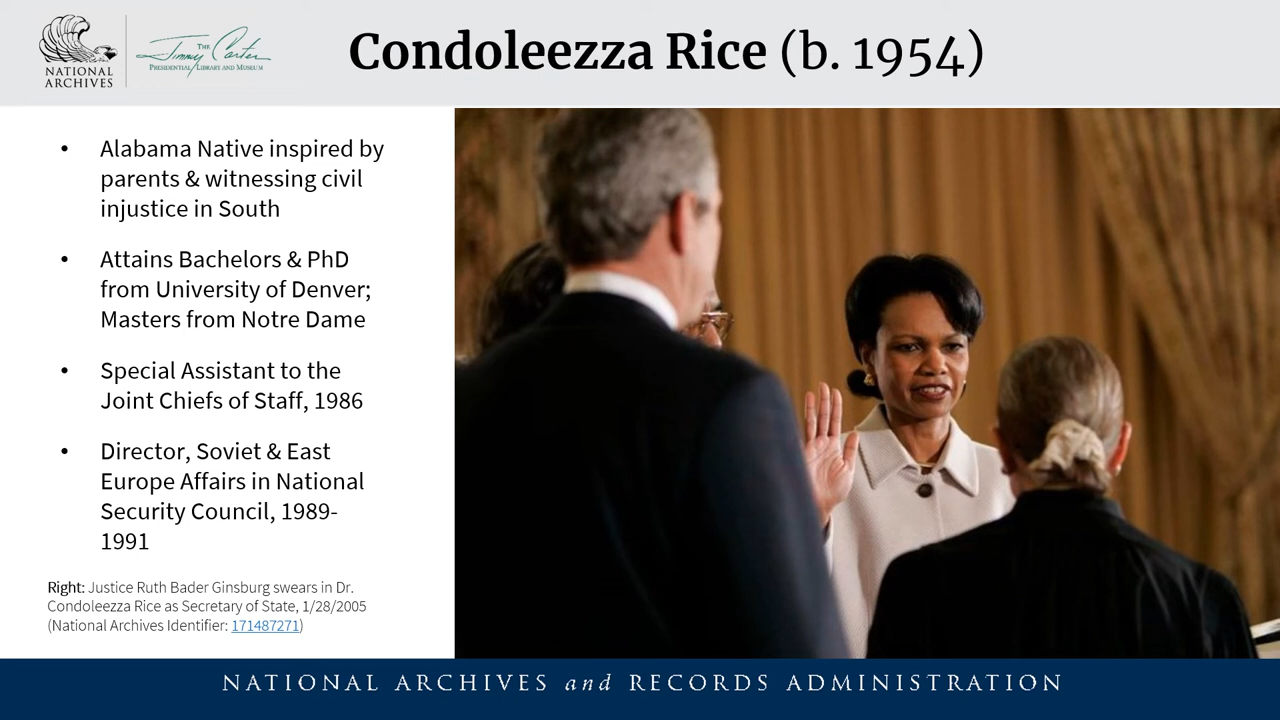 NATIONAL
ARCHIVES
THE
Jimmy Carter
PRESIDENTIAL LIBRARY AND MUSEUM
Condoleezza Rice (b. 1954)
• Alabama Native inspired by
parents & witnessing civil
injustice in South
• Attains Bachelors & PhD
from University of Denver;
Masters from Notre Dame
• Special Assistant to the
Joint Chiefs of Staff, 1986
• Director, Soviet & East
Europe Affairs in National
Security Council, 1989-
1991
Right: Justice Ruth Bader Ginsburg swears in Dr.
Condoleezza Rice as Secretary of State, 1/28/2005
(National Archives Identifier: 171487271)
NATIONAL ARCHIVES and RECORDS ADMINISTRATION